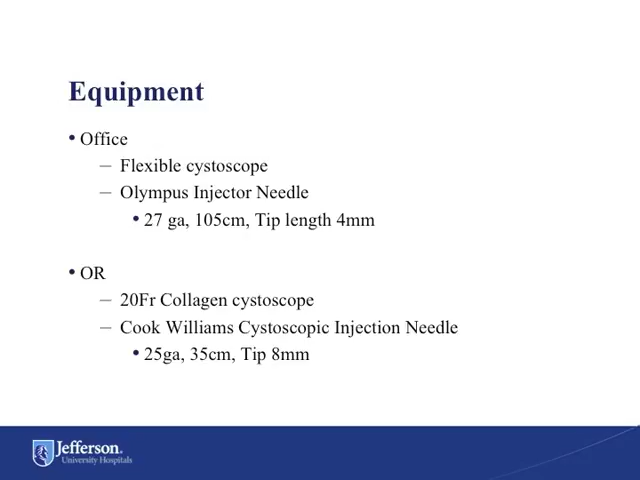 Equipment
• Office
– Flexible cystoscope
– Olympus Injector Needle
• 27 ga, 105cm, Tip length 4mm
• OR
– 20Fr Collagen cystoscope
– Cook Williams Cystoscopic Injection Needle
• 25ga, 35cm, Tip 8mm
Jefferson®
University Hospitals